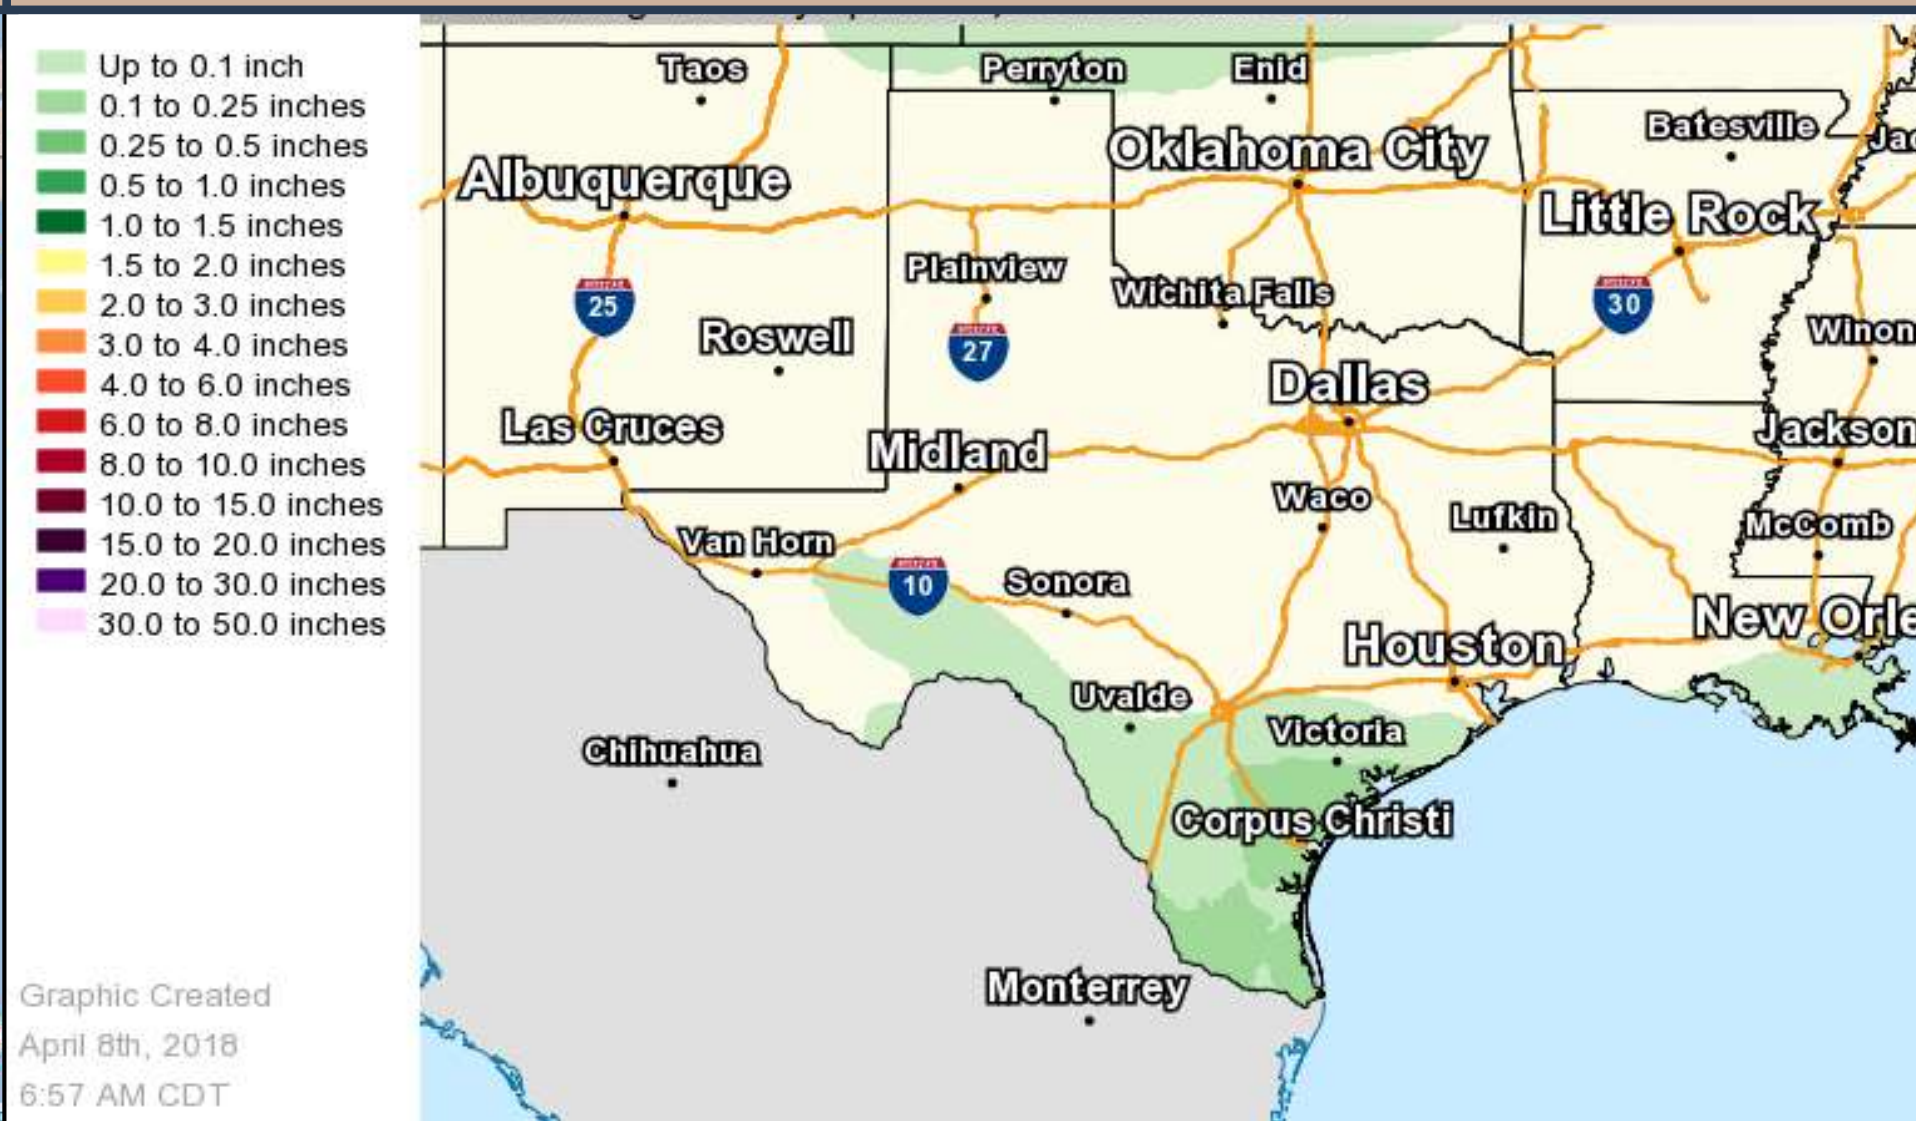 Up to 0.1 inch
0.1 to 0.25 inches
0.25 to 0.5 inches
0.5 to 1.0 inches
1.0 to 1.5 inches
1.5 to 2.0 inches
2.0 to 3.0 inches
3.0 to 4.0 inches
4.0 to 6.0 inches
6.0 to 8.0 inches
8.0 to 10.0 inches
10.0 to 15.0 inches
15.0 to 20.0 inches
20.0 to 30.0 inches
30.0 to 50.0 inches
Graphic Created
April 8th, 2018
6:57 AM CDT
Taos
Perryton
Enid
Batesville
Jac
Oklahoma City
Albuquerque
Little Rock
Plainview
Wichita Falls
25
30
Roswell
27
Winon
Dallas
Las Cruces
Midland
Jackson
Waco
Lufkin
McComb
Van Horn
10
Sonora
New Orle
Houston
Uvalde
Victoria
Chihuahua
Corpus Christi
Monterrey